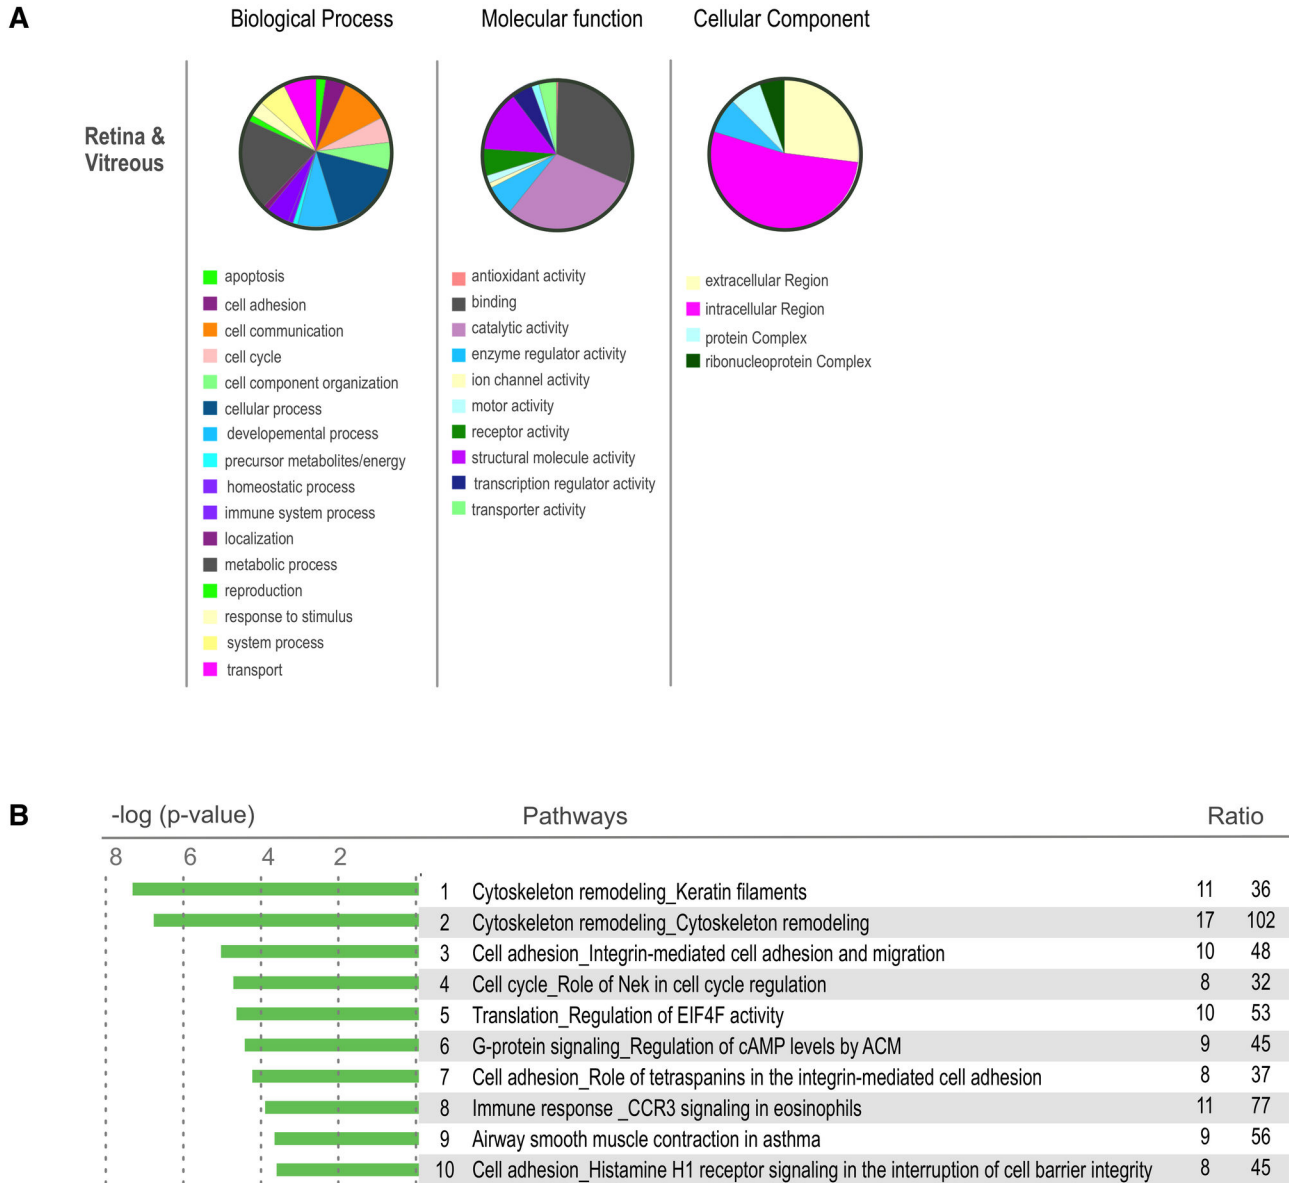 A
Biological Process
Molecular function
Cellular Component
Retina &
Vitreous
apoptosis
cell adhesion
cell communication
cell cycle
cell component organization
cellular process
developemental process
precursor metabolites/energy
homeostatic process
immune system process
localization
metabolic process
reproduction
response to stimulus
system process
transport
antioxidant activity
binding
catalytic activity
enzyme regulator activity
ion channel activity
motor activity
receptor activity
structural molecule activity
transcription regulator activity
transporter activity
extracellular Region
intracellular Region
protein Complex
ribonucleoprotein Complex
B
-log (p-value) Pathways Ratio
8 6 4 2
1 Cytoskeleton remodeling_Keratin filaments 11 36
2 Cytoskeleton remodeling_Cytoskeleton remodeling 17 102
3 Cell adhesion_Integrin-mediated cell adhesion and migration 10 48
4 Cell cycle_Role of Nek in cell cycle regulation 8 32
5 Translation_Regulation of EIF4F activity 10 53
6 G-protein signaling_Regulation of cAMP levels by ACM 9 45
7 Cell adhesion_Role of tetraspanins in the integrin-mediated cell adhesion 8 37
8 Immune response _CCR3 signaling in eosinophils 11 77
9 Airway smooth muscle contraction in asthma 9 56
10 Cell adhesion_Histamine H1 receptor signaling in the interruption of cell barrier integrity 8 45